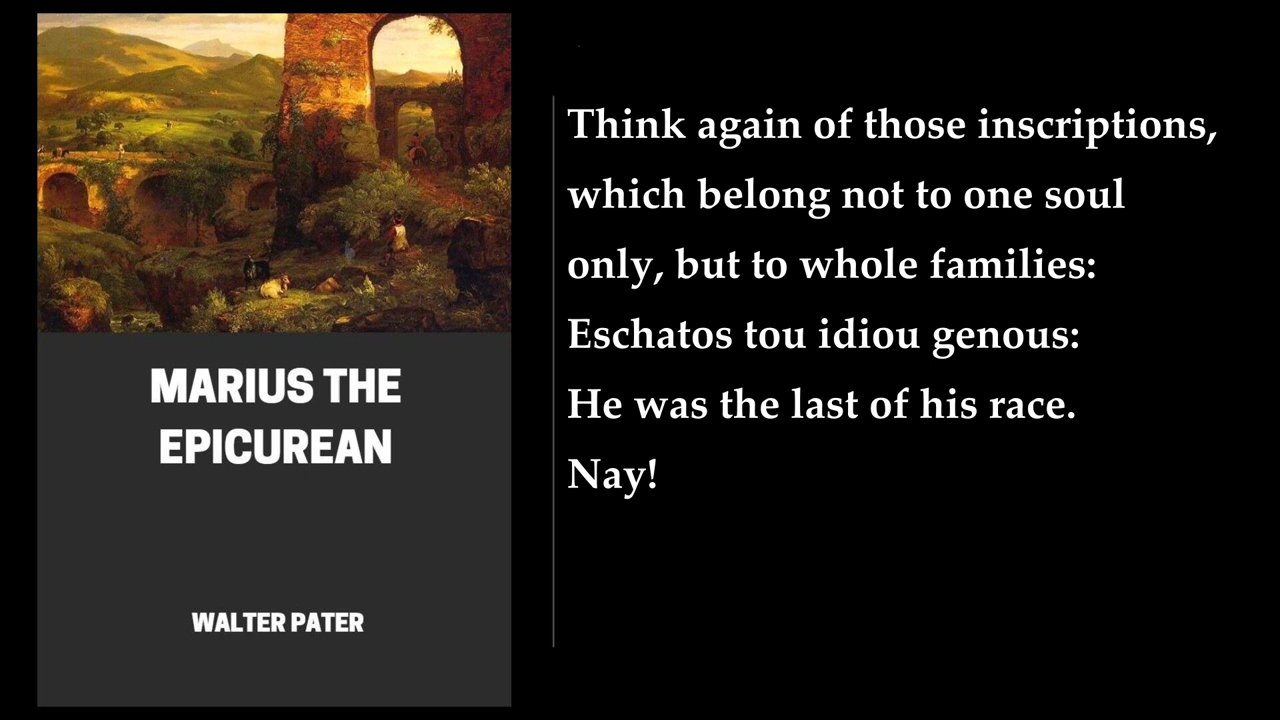 MARIUS THE
EPICUREAN
WALTER PATER
Think again of those inscriptions,
which belong not to one soul
only, but to whole families:
Eschatos tou idiou genous:
He was the last of his race.
Nay!